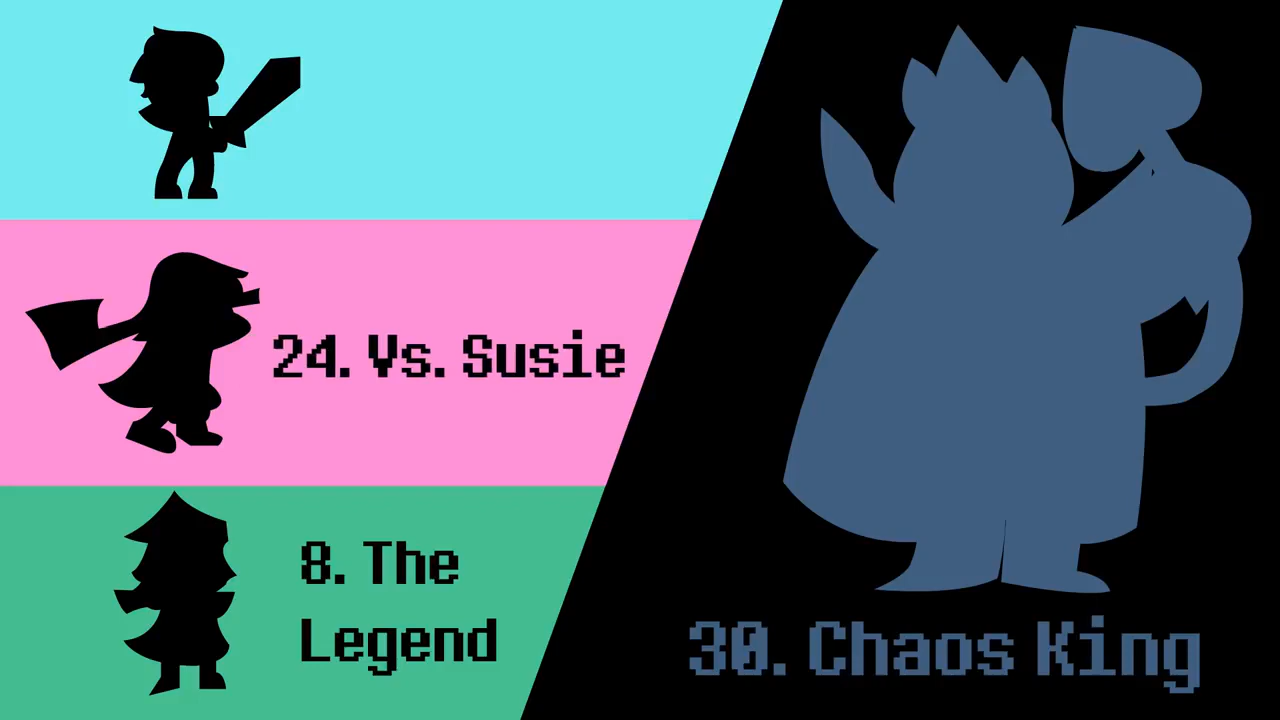 24. Vs. Susie
8. The
Legend
30. Chaos King